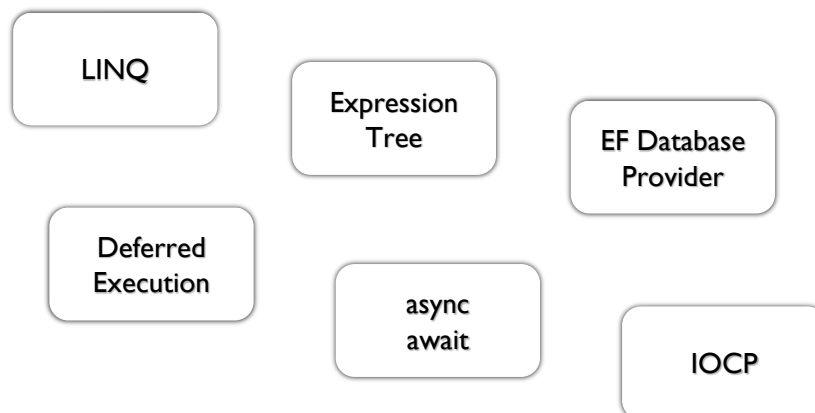 LINQ
Expression
Tree
EF Database
Provider
Deferred
Execution
async
await
IOCP